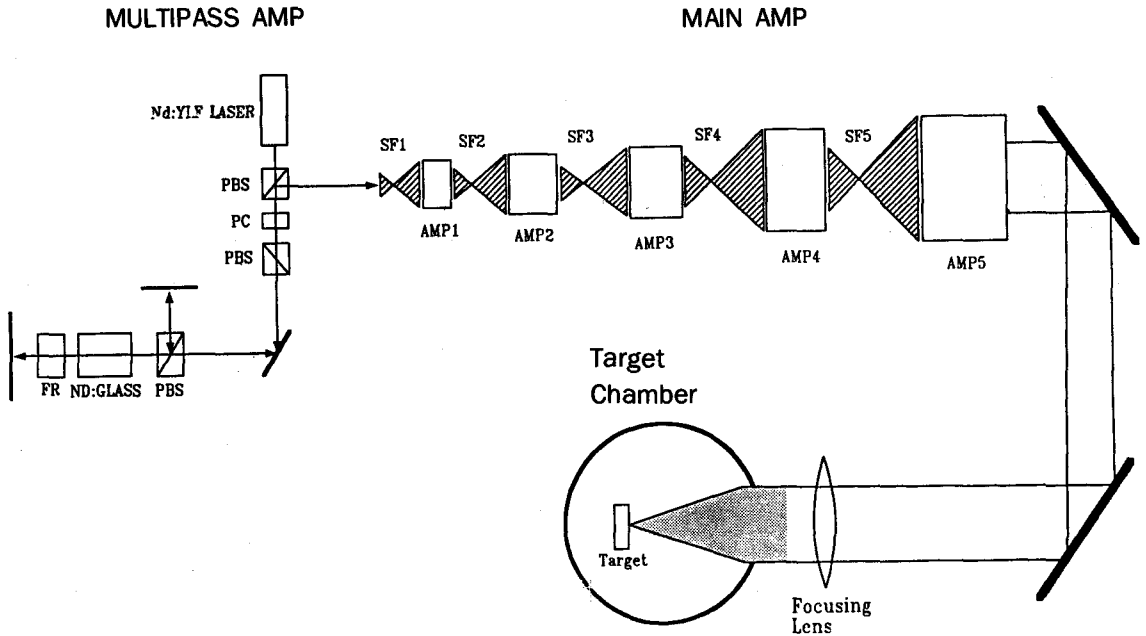 MULTIPASS AMP
MAIN AMP
Nd:YLF LASER
PBS
PC
PBS
FR
ND:GLASS
PBS
SF1
SF2
SF3
SF4
SF5
AMP1
AMP2
AMP3
AMP4
AMP5
Target
Chamber
Target
Focusing
Lens